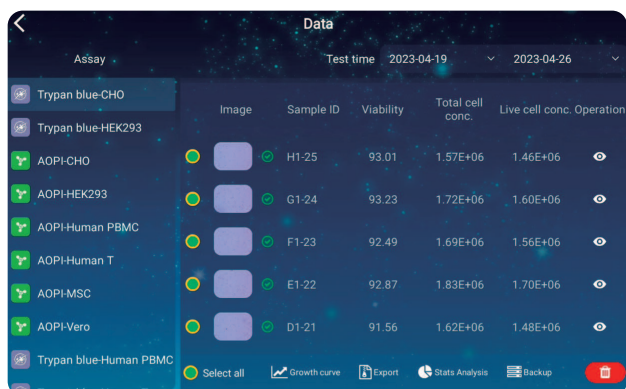 Data
Assay
Test time 2023-04-19 2023-04-26
Trypan blue-CHO
Trypan blue-HEK293
AOPI-CHO
AOPI-HEK293
AOPI-Human PBMC
AOPI-Human T
AOPI-MSC
AOPI-Vero
Trypan blue-Human PBMC
Image Sample ID Viability Total cell conc. Live cell conc. Operation
H1-25 93.01 1.57E+06 1.46E+06
G1-24 93.23 1.72E+06 1.60E+06
F1-23 92.49 1.69E+06 1.56E+06
E1-22 92.87 1.83E+06 1.70E+06
D1-21 91.56 1.62E+06 1.48E+06
Select all Growth curve Export Stats Analysis Backup